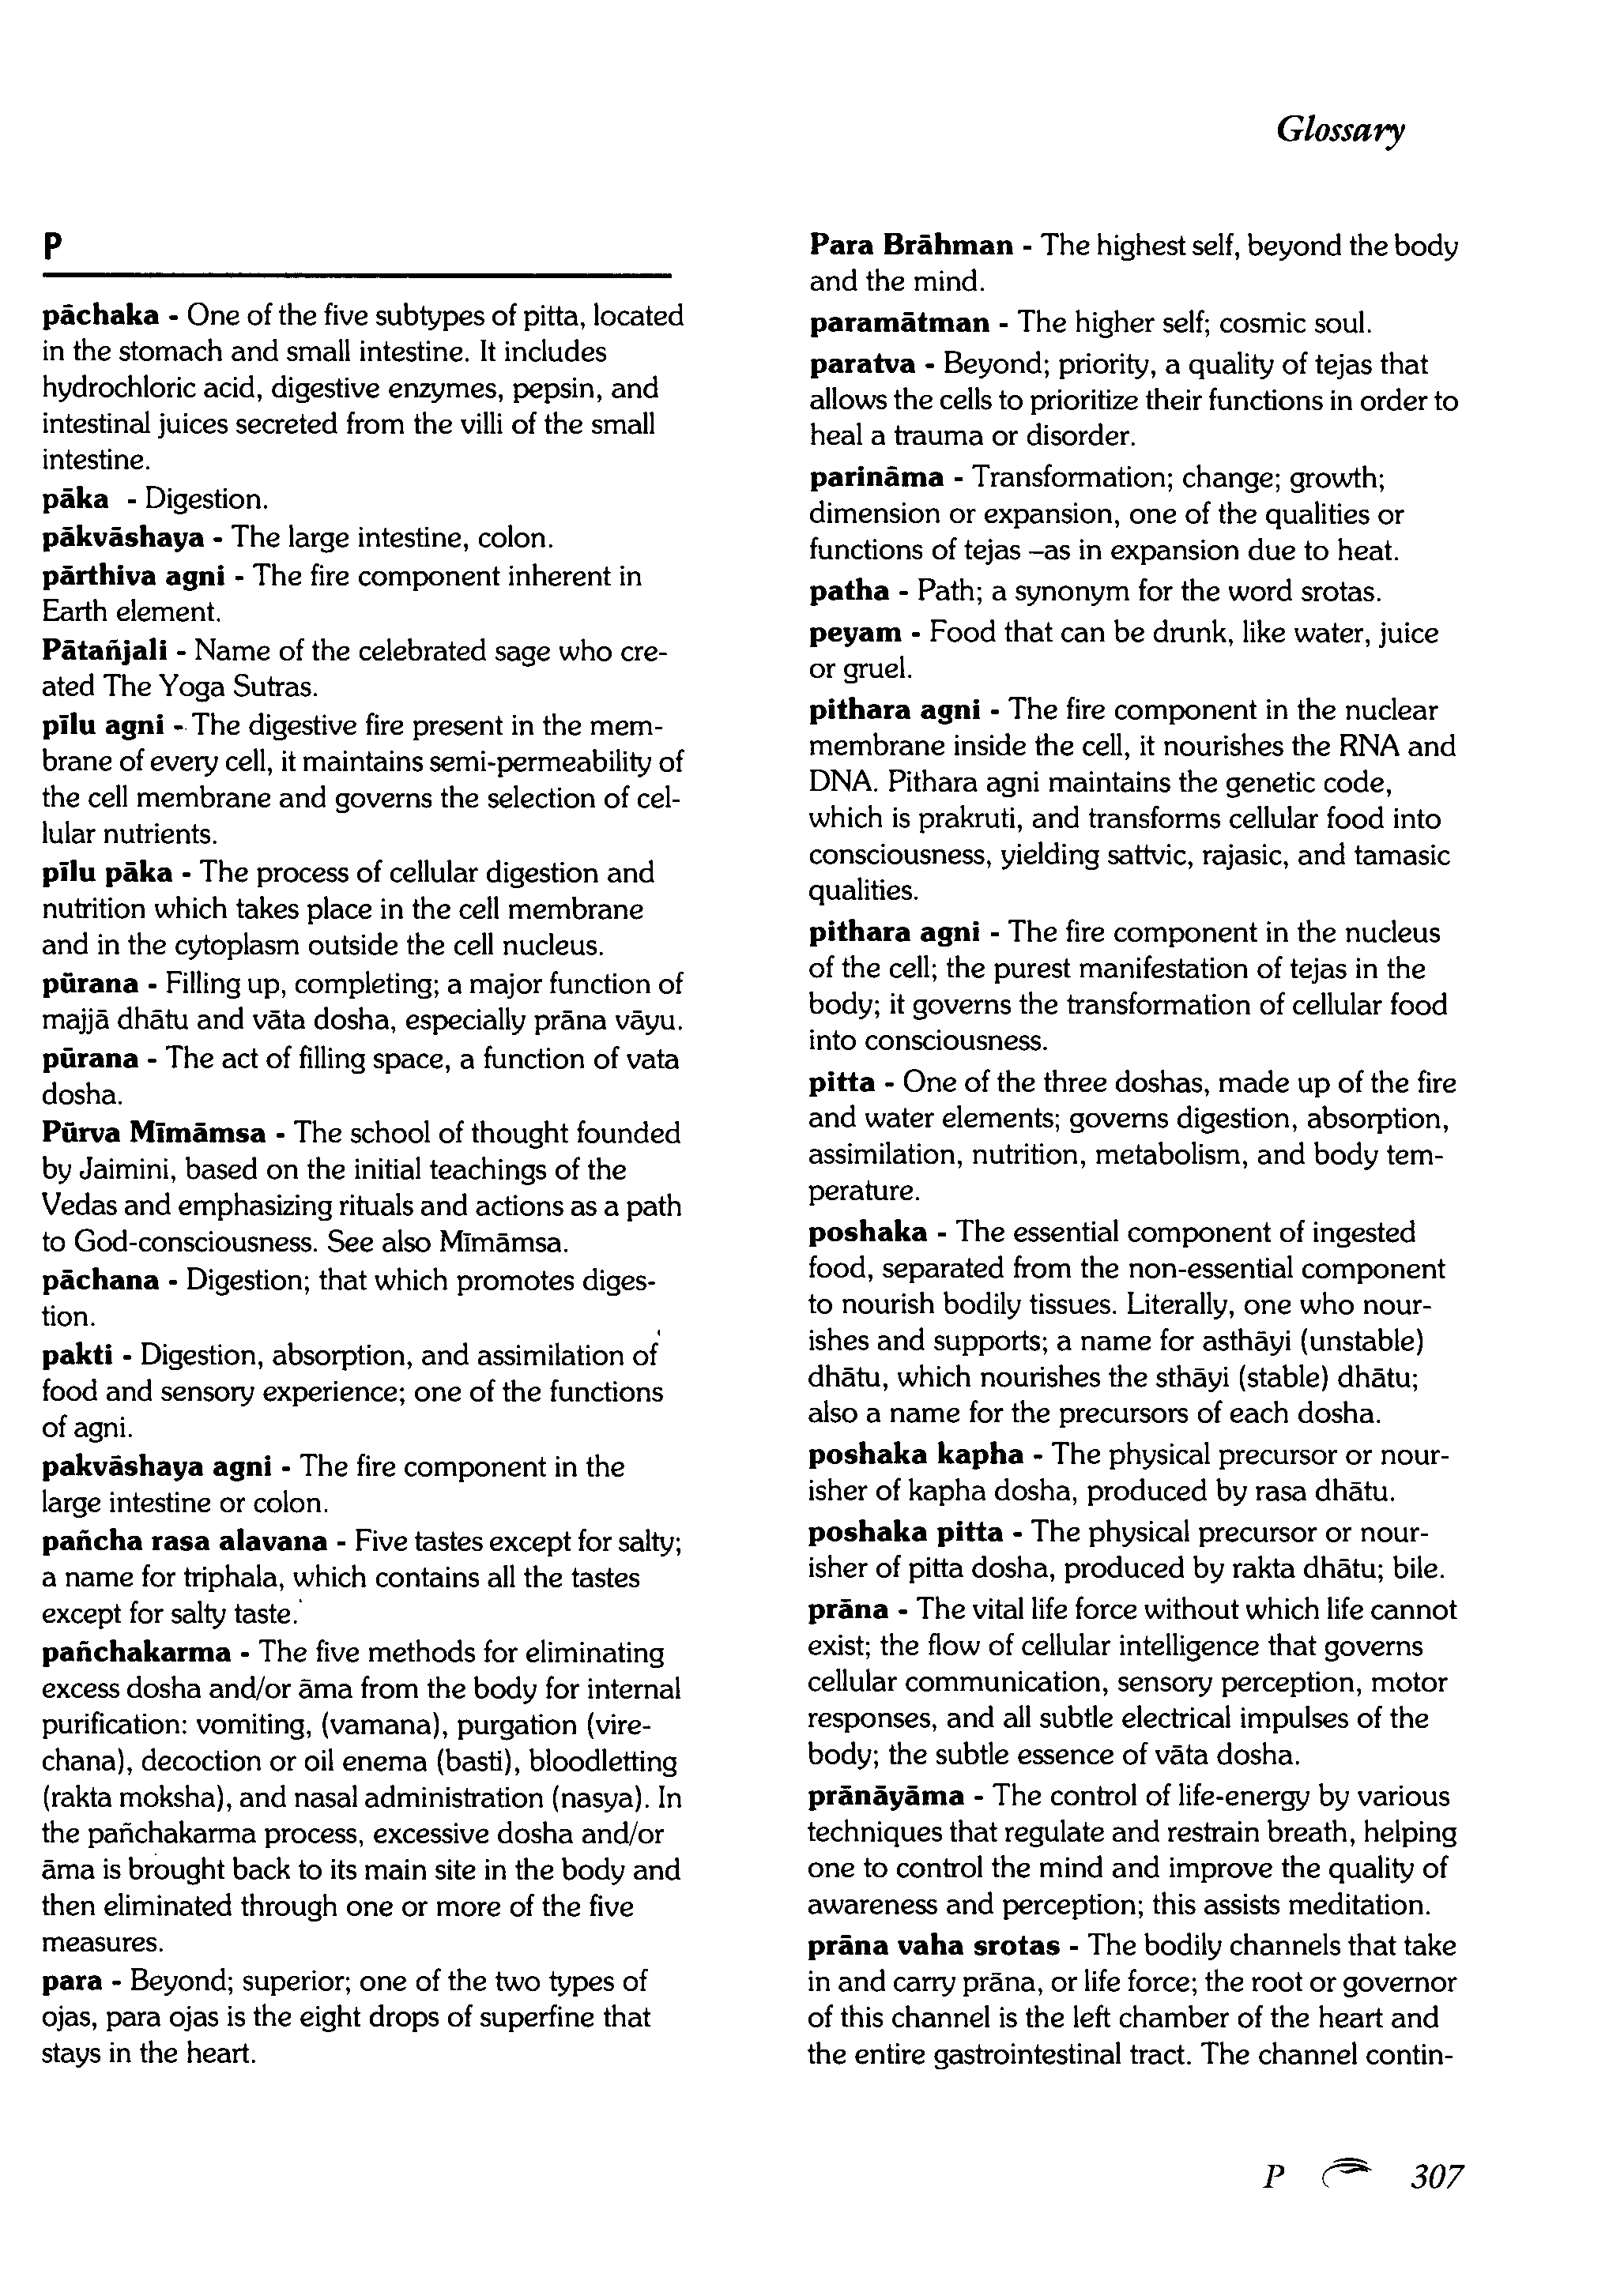 Glossary
P
pāchaka - One of the five subtypes of pitta, located
in the stomach and small intestine. It includes
hydrochloric acid, digestive enzymes, pepsin, and
intestinal juices secreted from the villi of the small
intestine.
pāka - Digestion.
pākvāshaya - The large intestine, colon.
pārthiva agni - The fire component inherent in
Earth element.
Pātañjali - Name of the celebrated sage who cre-
ated The Yoga Sutras.
pīlu agni - The digestive fire present in the mem-
brane of every cell, it maintains semi-permeability of
the cell membrane and governs the selection of cel-
lular nutrients.
pīlu pāka - The process of cellular digestion and
nutrition which takes place in the cell membrane
and in the cytoplasm outside the cell nucleus.
pūrana - Filling up, completing; a major function of
majjā dhātu and vāta dosha, especially prāna vāyu.
pūrana - The act of filling space, a function of vata
dosha.
Pūrva Mīmāmsa - The school of thought founded
by Jaimini, based on the initial teachings of the
Vedas and emphasizing rituals and actions as a path
to God-consciousness. See also Mīmāmsa.
pāchana - Digestion; that which promotes diges-
tion.
pakti - Digestion, absorption, and assimilation of
food and sensory experience; one of the functions
of agni.
pakvāshaya agni - The fire component in the
large intestine or colon.
pañcha rasa alavana - Five tastes except for salty;
a name for triphala, which contains all the tastes
except for salty taste.
pañchakarma - The five methods for eliminating
excess dosha and/or āma from the body for internal
purification: vomiting, (vamana), purgation (vire-
chana), decoction or oil enema (basti), bloodletting
(rakta moksha), and nasal administration (nasya). In
the pañchakarma process, excessive dosha and/or
āma is brought back to its main site in the body and
then eliminated through one or more of the five
measures.
para - Beyond; superior; one of the two types of
ojas, para ojas is the eight drops of superfine that
stays in the heart.
Para Brāhman - The highest self, beyond the body
and the mind.
paramātman - The higher self; cosmic soul.
paratva - Beyond; priority, a quality of tejas that
allows the cells to prioritize their functions in order to
heal a trauma or disorder.
parināma - Transformation; change; growth;
dimension or expansion, one of the qualities or
functions of tejas –as in expansion due to heat.
patha - Path; a synonym for the word srotas.
peyam - Food that can be drunk, like water, juice
or gruel.
pithara agni - The fire component in the nuclear
membrane inside the cell, it nourishes the RNA and
DNA. Pithara agni maintains the genetic code,
which is prakruti, and transforms cellular food into
consciousness, yielding sattvic, rajasic, and tamasic
qualities.
pithara agni - The fire component in the nucleus
of the cell; the purest manifestation of tejas in the
body; it governs the transformation of cellular food
into consciousness.
pitta - One of the three doshas, made up of the fire
and water elements; governs digestion, absorption,
assimilation, nutrition, metabolism, and body tem-
perature.
poshaka - The essential component of ingested
food, separated from the non-essential component
to nourish bodily tissues. Literally, one who nour-
ishes and supports; a name for asthāyi (unstable)
dhātu, which nourishes the sthāyi (stable) dhātu;
also a name for the precursors of each dosha.
poshaka kapha - The physical precursor or nour-
isher of kapha dosha, produced by rasa dhātu.
poshaka pitta - The physical precursor or nour-
isher of pitta dosha, produced by rakta dhātu; bile.
prāna - The vital life force without which life cannot
exist; the flow of cellular intelligence that governs
cellular communication, sensory perception, motor
responses, and all subtle electrical impulses of the
body; the subtle essence of vāta dosha.
prānāyāma - The control of life-energy by various
techniques that regulate and restrain breath, helping
one to control the mind and improve the quality of
awareness and perception; this assists meditation.
prāna vaha srotas - The bodily channels that take
in and carry prāna, or life force; the root or governor
of this channel is the left chamber of the heart and
the entire gastrointestinal tract. The channel contin-
P 307